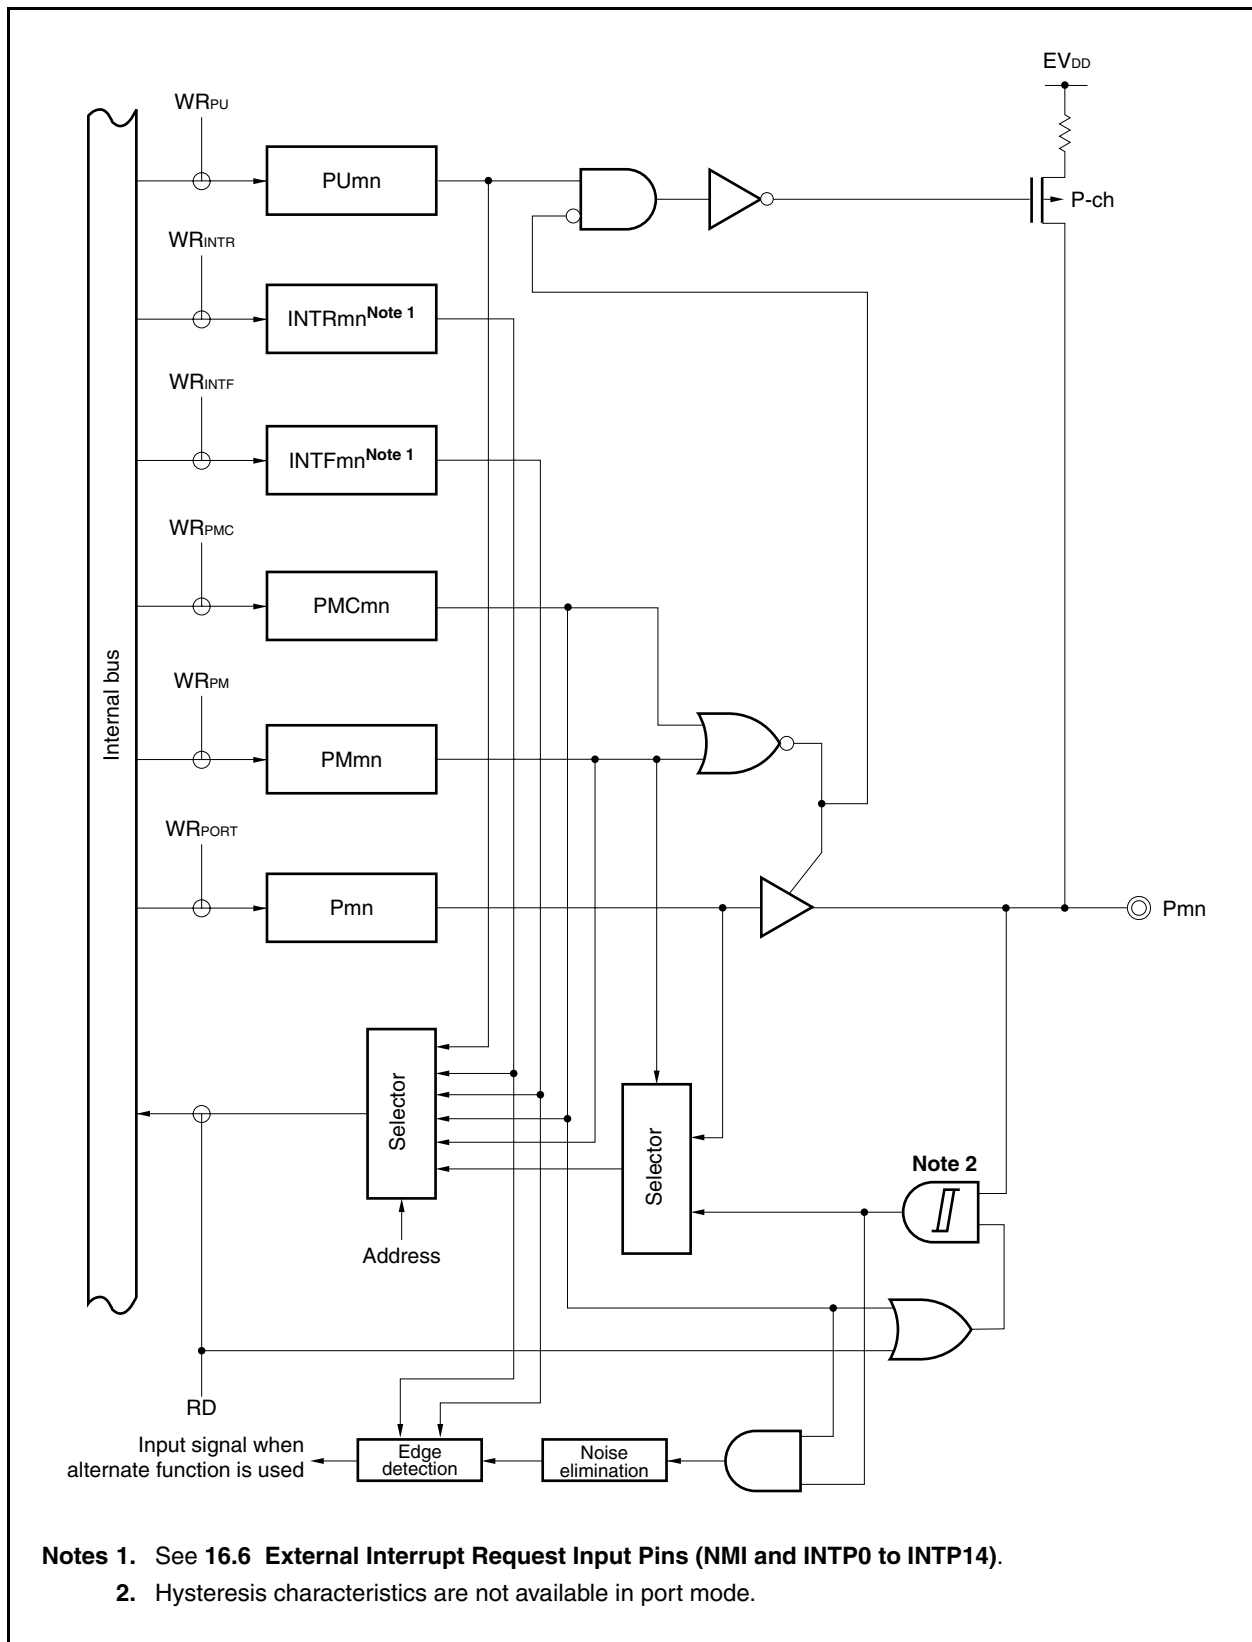 EVDD
WRPU
PUmn
P-ch
WRINTR
INTRmnNote 1
WRINTF
INTFmnNote 1
WRPMC
PMCmn
Internal bus
WRPM
PMmn
WRPORT
Pmn
Pmn
Selector
Selector
Note 2
Address
RD
Input signal when
alternate function is used
Edge
detection
Noise
elimination
Notes 1. See 16.6 External Interrupt Request Input Pins (NMI and INTP0 to INTP14).
2. Hysteresis characteristics are not available in port mode.